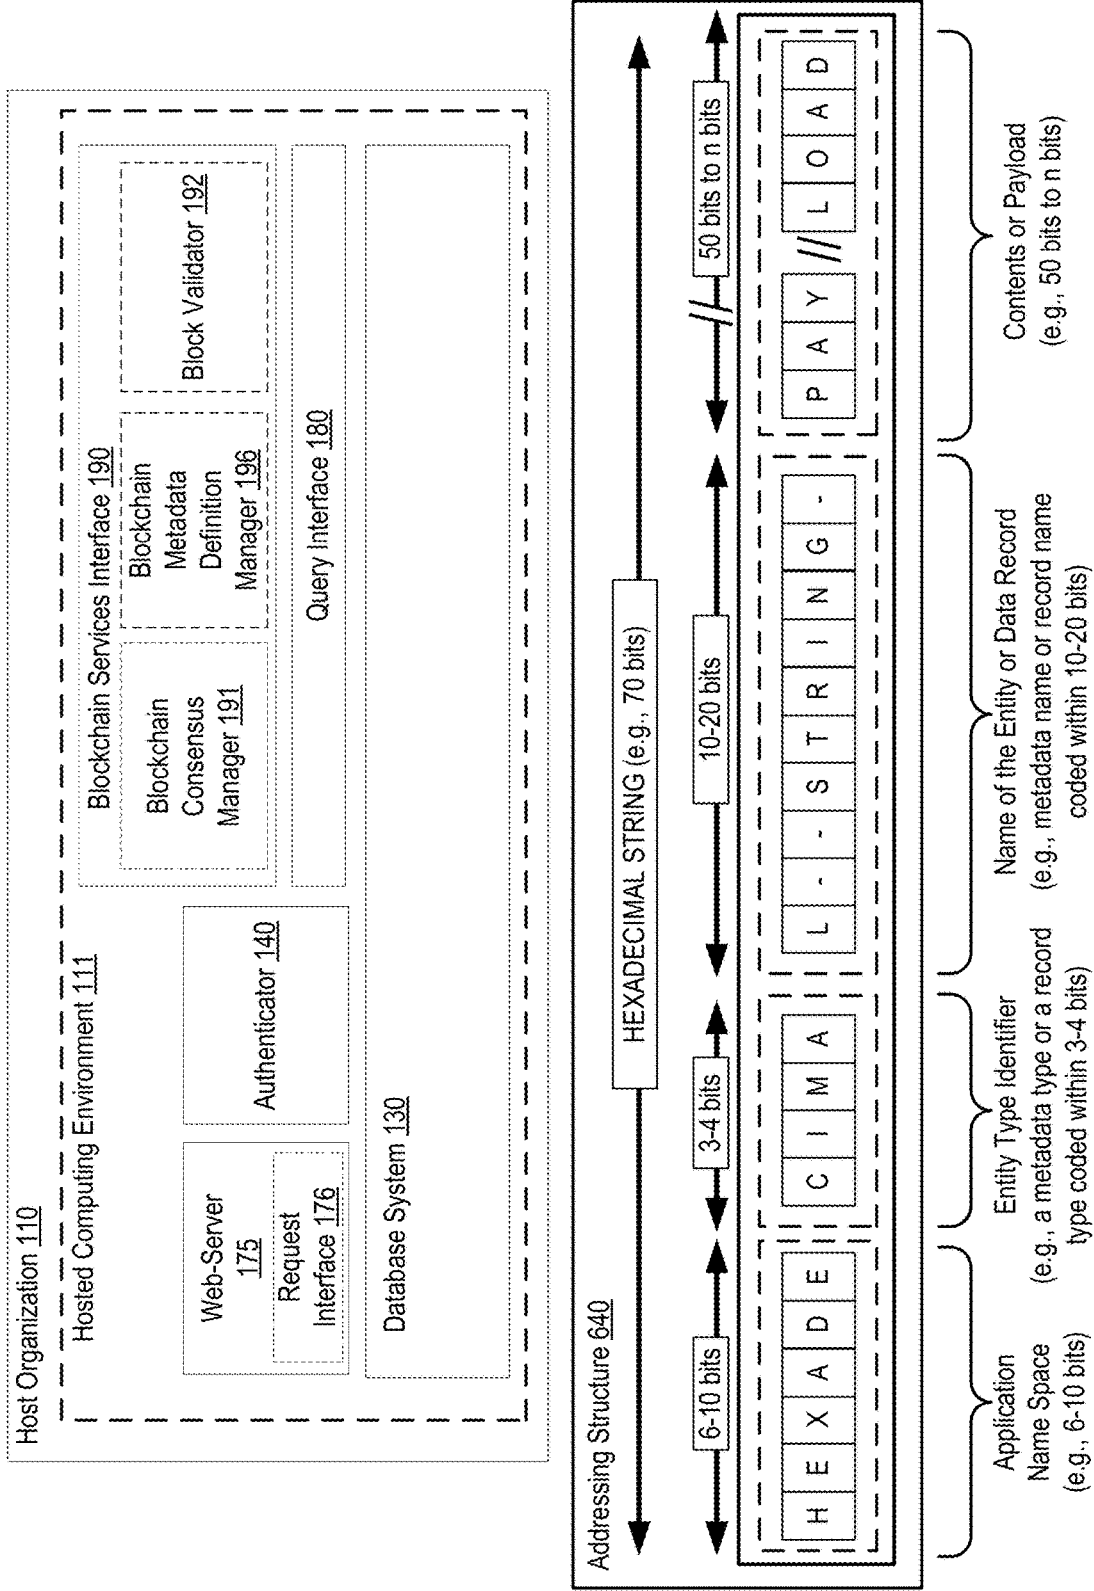 Host Organization 110
Hosted Computing Environment 111
Web-Server
175
Request
Interface 176
Authenticator 140
Blockchain Services Interface 190
Blockchain
Consensus
Manager 191
Blockchain
Metadata
Definition
Manager 196
Block Validator 192
Query Interface 180
Database System 130
Addressing Structure 640
HEXADECIMAL STRING (e.g., 70 bits)
6-10 bits
3-4 bits
10-20 bits
50 bits to n bits
H E X A D E
C I M A
L - S T R I N G -
P A Y // L O A D
Application
Name Space
(e.g., 6-10 bits)
Entity Type Identifier
(e.g., a metadata type or a record
type coded within 3-4 bits)
Name of the Entity or Data Record
(e.g., metadata name or record name
coded within 10-20 bits)
Contents or Payload
(e.g., 50 bits to n bits)